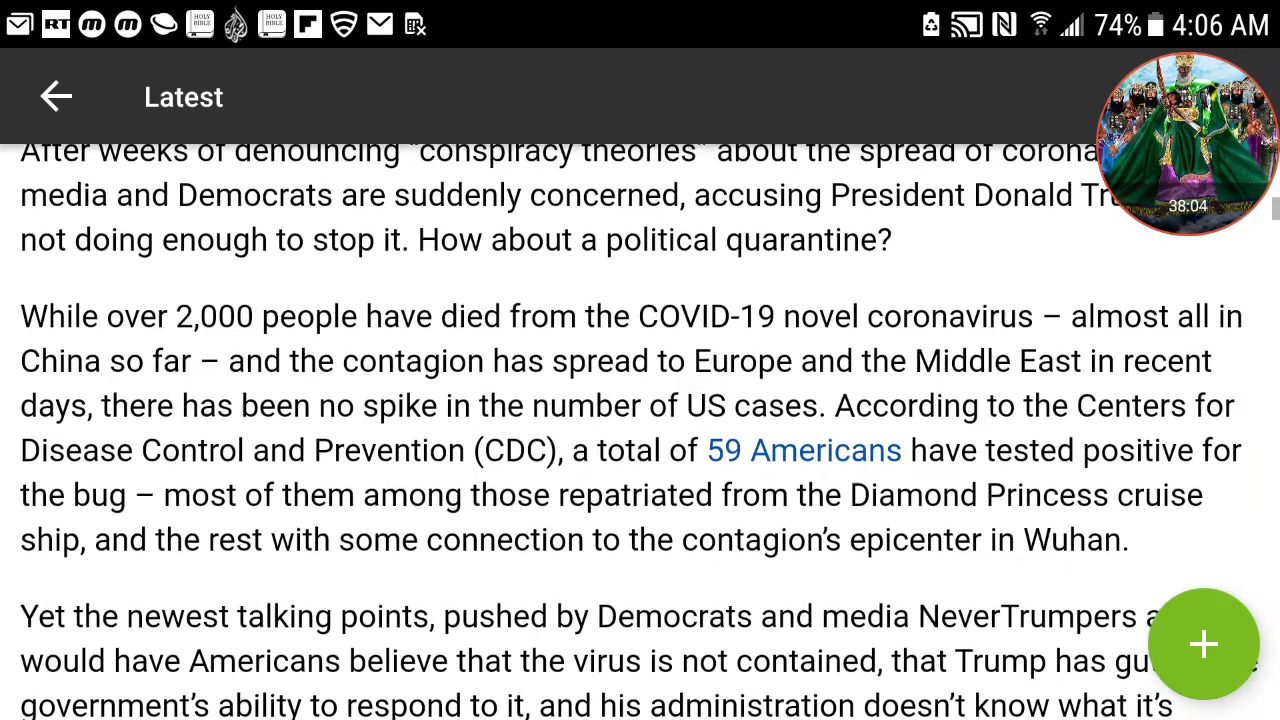 RT
HOLY BIBLE
HOLY BIBLE
74%
4:06 AM
Latest
38:04
After weeks of denouncing "conspiracy theories" about the spread of
media and Democrats are suddenly concerned, accusing President Donald
not doing enough to stop it. How about a political quarantine?
While over 2,000 people have died from the COVID-19 novel coronavirus – almost all in
China so far – and the contagion has spread to Europe and the Middle East in recent
days, there has been no spike in the number of US cases. According to the Centers for
Disease Control and Prevention (CDC), a total of 59 Americans have tested positive for
the bug – most of them among those repatriated from the Diamond Princess cruise
ship, and the rest with some connection to the contagion's epicenter in Wuhan.
Yet the newest talking points, pushed by Democrats and media NeverTrumpers
would have Americans believe that the virus is not contained, that Trump has
government's ability to respond to it, and his administration doesn't know what it's